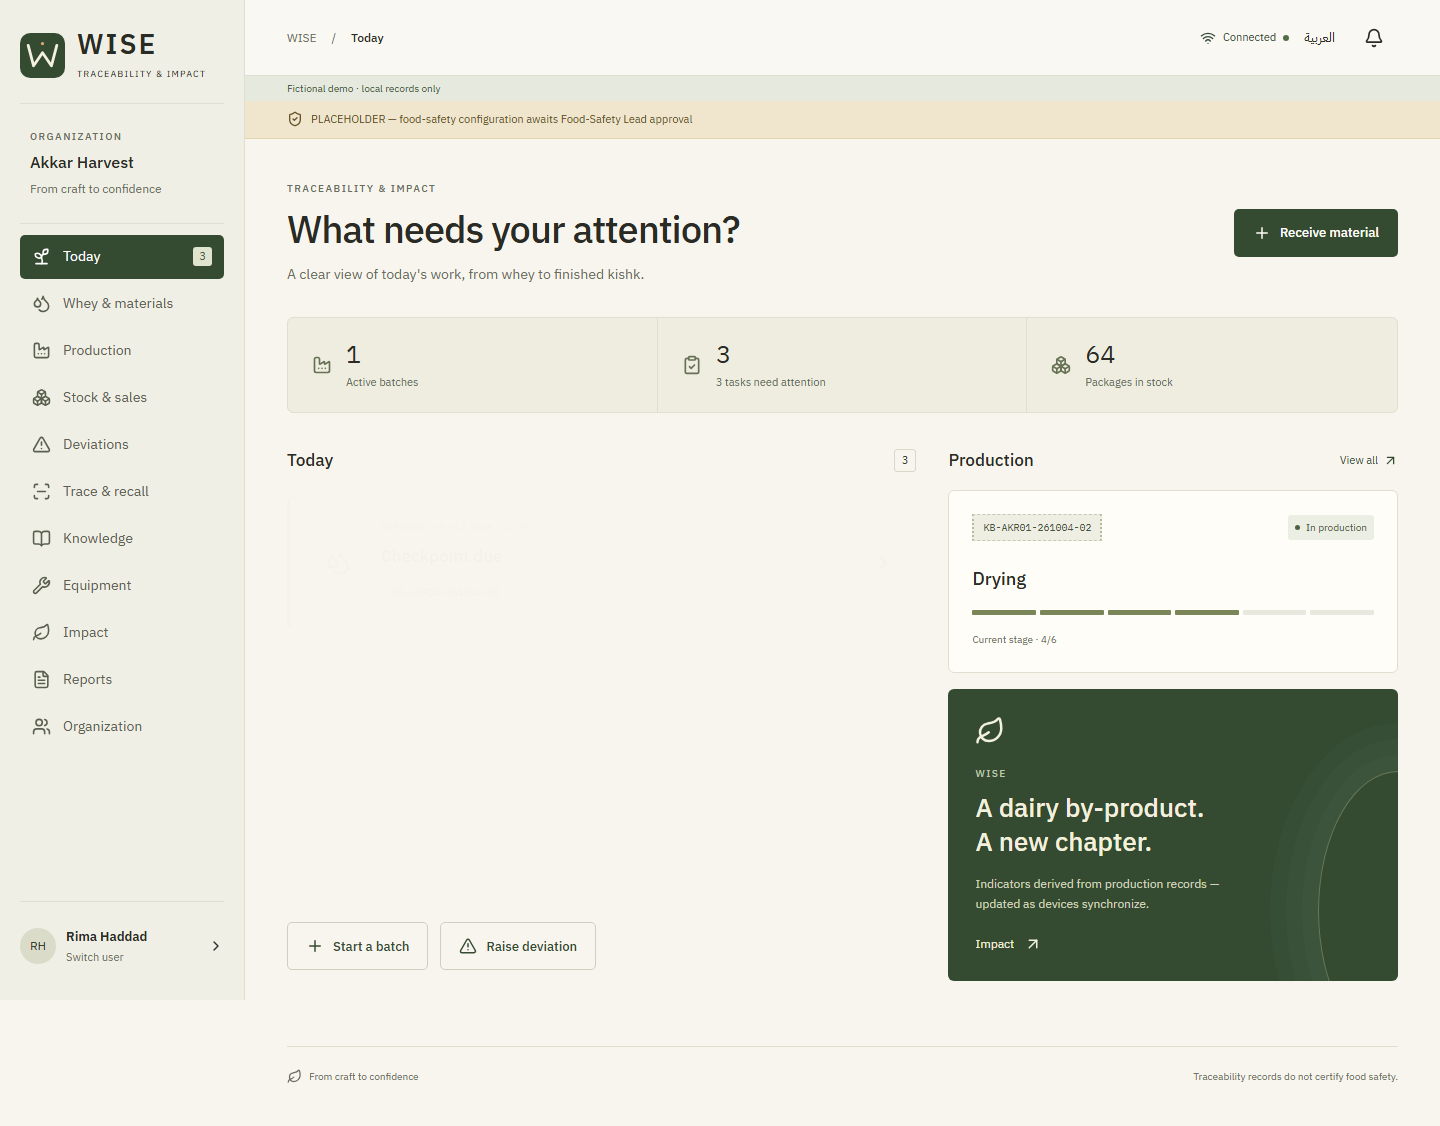 WISE
TRACEABILITY & IMPACT
ORGANIZATION
Akkar Harvest
From craft to confidence
Today 3
Whey & materials
Production
Stock & sales
Deviations
Trace & recall
Knowledge
Equipment
Impact
Reports
Organization
RH
Rima Haddad
Switch user
WISE / Today
Connected
العربية
Fictional demo · local records only
PLACEHOLDER — food-safety configuration awaits Food-Safety Lead approval
TRACEABILITY & IMPACT
What needs your attention?
A clear view of today's work, from whey to finished kishk.
Receive material
1
Active batches
3
3 tasks need attention
64
Packages in stock
Today 3
Checkpoint due
Start a batch
Raise deviation
Production
View all
KB-AKR01-261004-02
In production
Drying
Current stage · 4/6
WISE
A dairy by-product.
A new chapter.
Indicators derived from production records —
updated as devices synchronize.
Impact
From craft to confidence
Traceability records do not certify food safety.